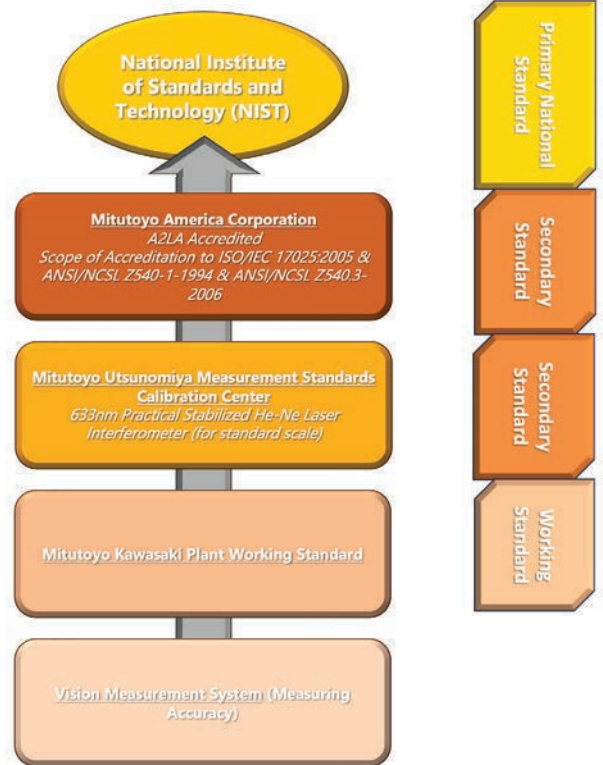 National Institute
of Standards and
Technology (NIST)
Mitutoyo America Corporation
A2LA Accredited
Scope of Accreditation to ISO/IEC 17025:2005 &
ANSI/NCSL Z540-1-1994 & ANSI/NCSL Z540.3-
2006
Mitutoyo Utsunomiya Measurement Standards
Calibration Center
633nm Practical Stabilized He-Ne Laser
Interferometer (for standard scale)
Mitutoyo Kawasaki Plant Working Standard
Vision Measurement System (Measuring
Accuracy)
Primary National
Standard
Secondary
Standard
Secondary
Standard
Working
Standard